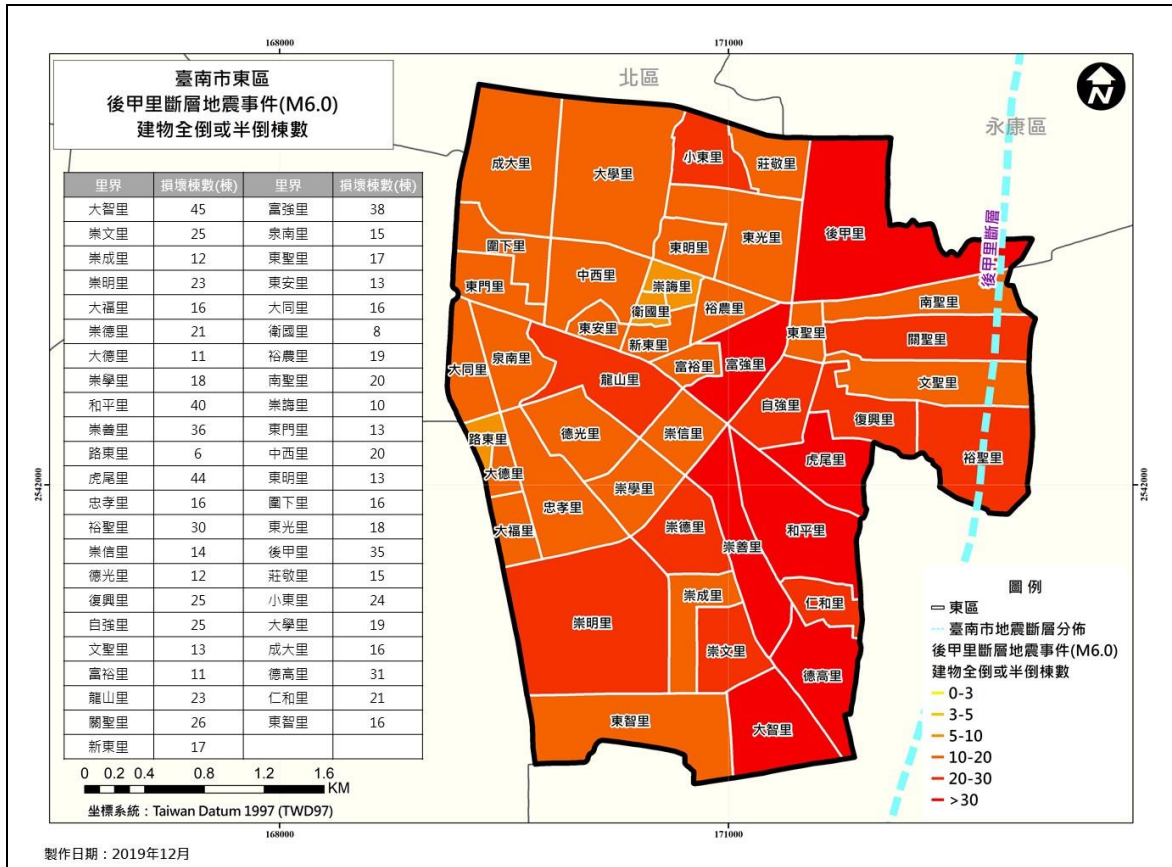 168000
171000
臺南市東區
後甲里斷層地震事件(M6.0)
建物全倒或半倒棟數
北區
永康區
N
里界 損壞棟數(棟) 里界 損壞棟數(棟)
大智里 45 富強里 38
崇文里 25 泉南里 15
崇成里 12 東聖里 17
崇明里 23 東安里 13
大福里 16 大同里 16
崇德里 21 衛國里 8
大德里 11 裕農里 19
崇學里 18 南聖里 20
和平里 40 崇誨里 10
崇善里 36 東門里 13
路東里 6 中西里 20
虎尾里 44 東明里 13
忠孝里 16 圍下里 16
裕聖里 30 東光里 18
崇信里 14 後甲里 35
德光里 12 莊敬里 15
復興里 25 小東里 24
自強里 25 大學里 19
文聖里 13 成大里 16
富裕里 11 德高里 31
龍山里 23 仁和里 21
關聖里 26 東智里 16
新東里 17
成大里
大學里
小東里
莊敬里
後甲里
後甲里斷層
圍下里
東明里
東光里
中西里
東門里
崇誨里
衛國里
裕農里
南聖里
東安里
新東里
東聖里
關聖里
大同里
泉南里
龍山里
富裕里
富強里
文聖里
自強里
復興里
路東里
德光里
崇信里
虎尾里
裕聖里
大德里
崇學里
忠孝里
大福里
崇德里
崇善里
和平里
崇明里
崇成里
仁和里
崇文里
德高里
東智里
大智里
2542000
2542000
圖例
東區
臺南市地震斷層分佈
後甲里斷層地震事件(M6.0)
建物全倒或半倒棟數
0-3
3-5
5-10
10-20
20-30
>30
0 0.2 0.4 0.8 1.2 1.6
KM
坐標系統：Taiwan Datum 1997 (TWD97)
168000
171000
製作日期：2019年12月